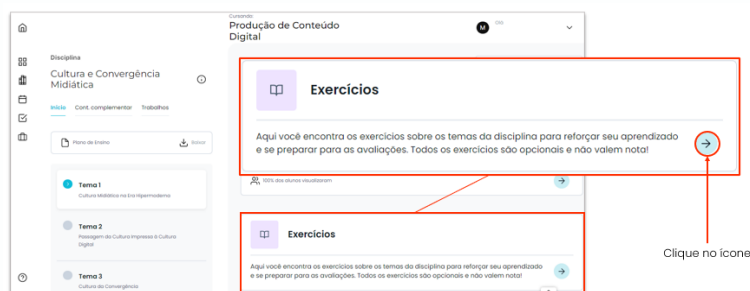 Cursando:
Produção de Conteúdo
Digital
M
Olá
Disciplina
Cultura e Convergência
Midiática
Início Cont. complementar Trabalhos
Plano de Ensino
Baixar
1
Tema 1
Cultura Midiática na Era Hipermoderna
Tema 2
Passagem da Cultura Impressa à Cultura
Digital
Tema 3
Cultura da Convergência
Exercícios
Aqui você encontra os exercícios sobre os temas da disciplina para reforçar seu aprendizado
e se preparar para as avaliações. Todos os exercícios são opcionais e não valem nota!
100% dos alunos visualizaram
Exercícios
Aqui você encontra os exercícios sobre os temas da disciplina para reforçar seu aprendizado
e se preparar para as avaliações. Todos os exercícios são opcionais e não valem nota!
Clique no ícone